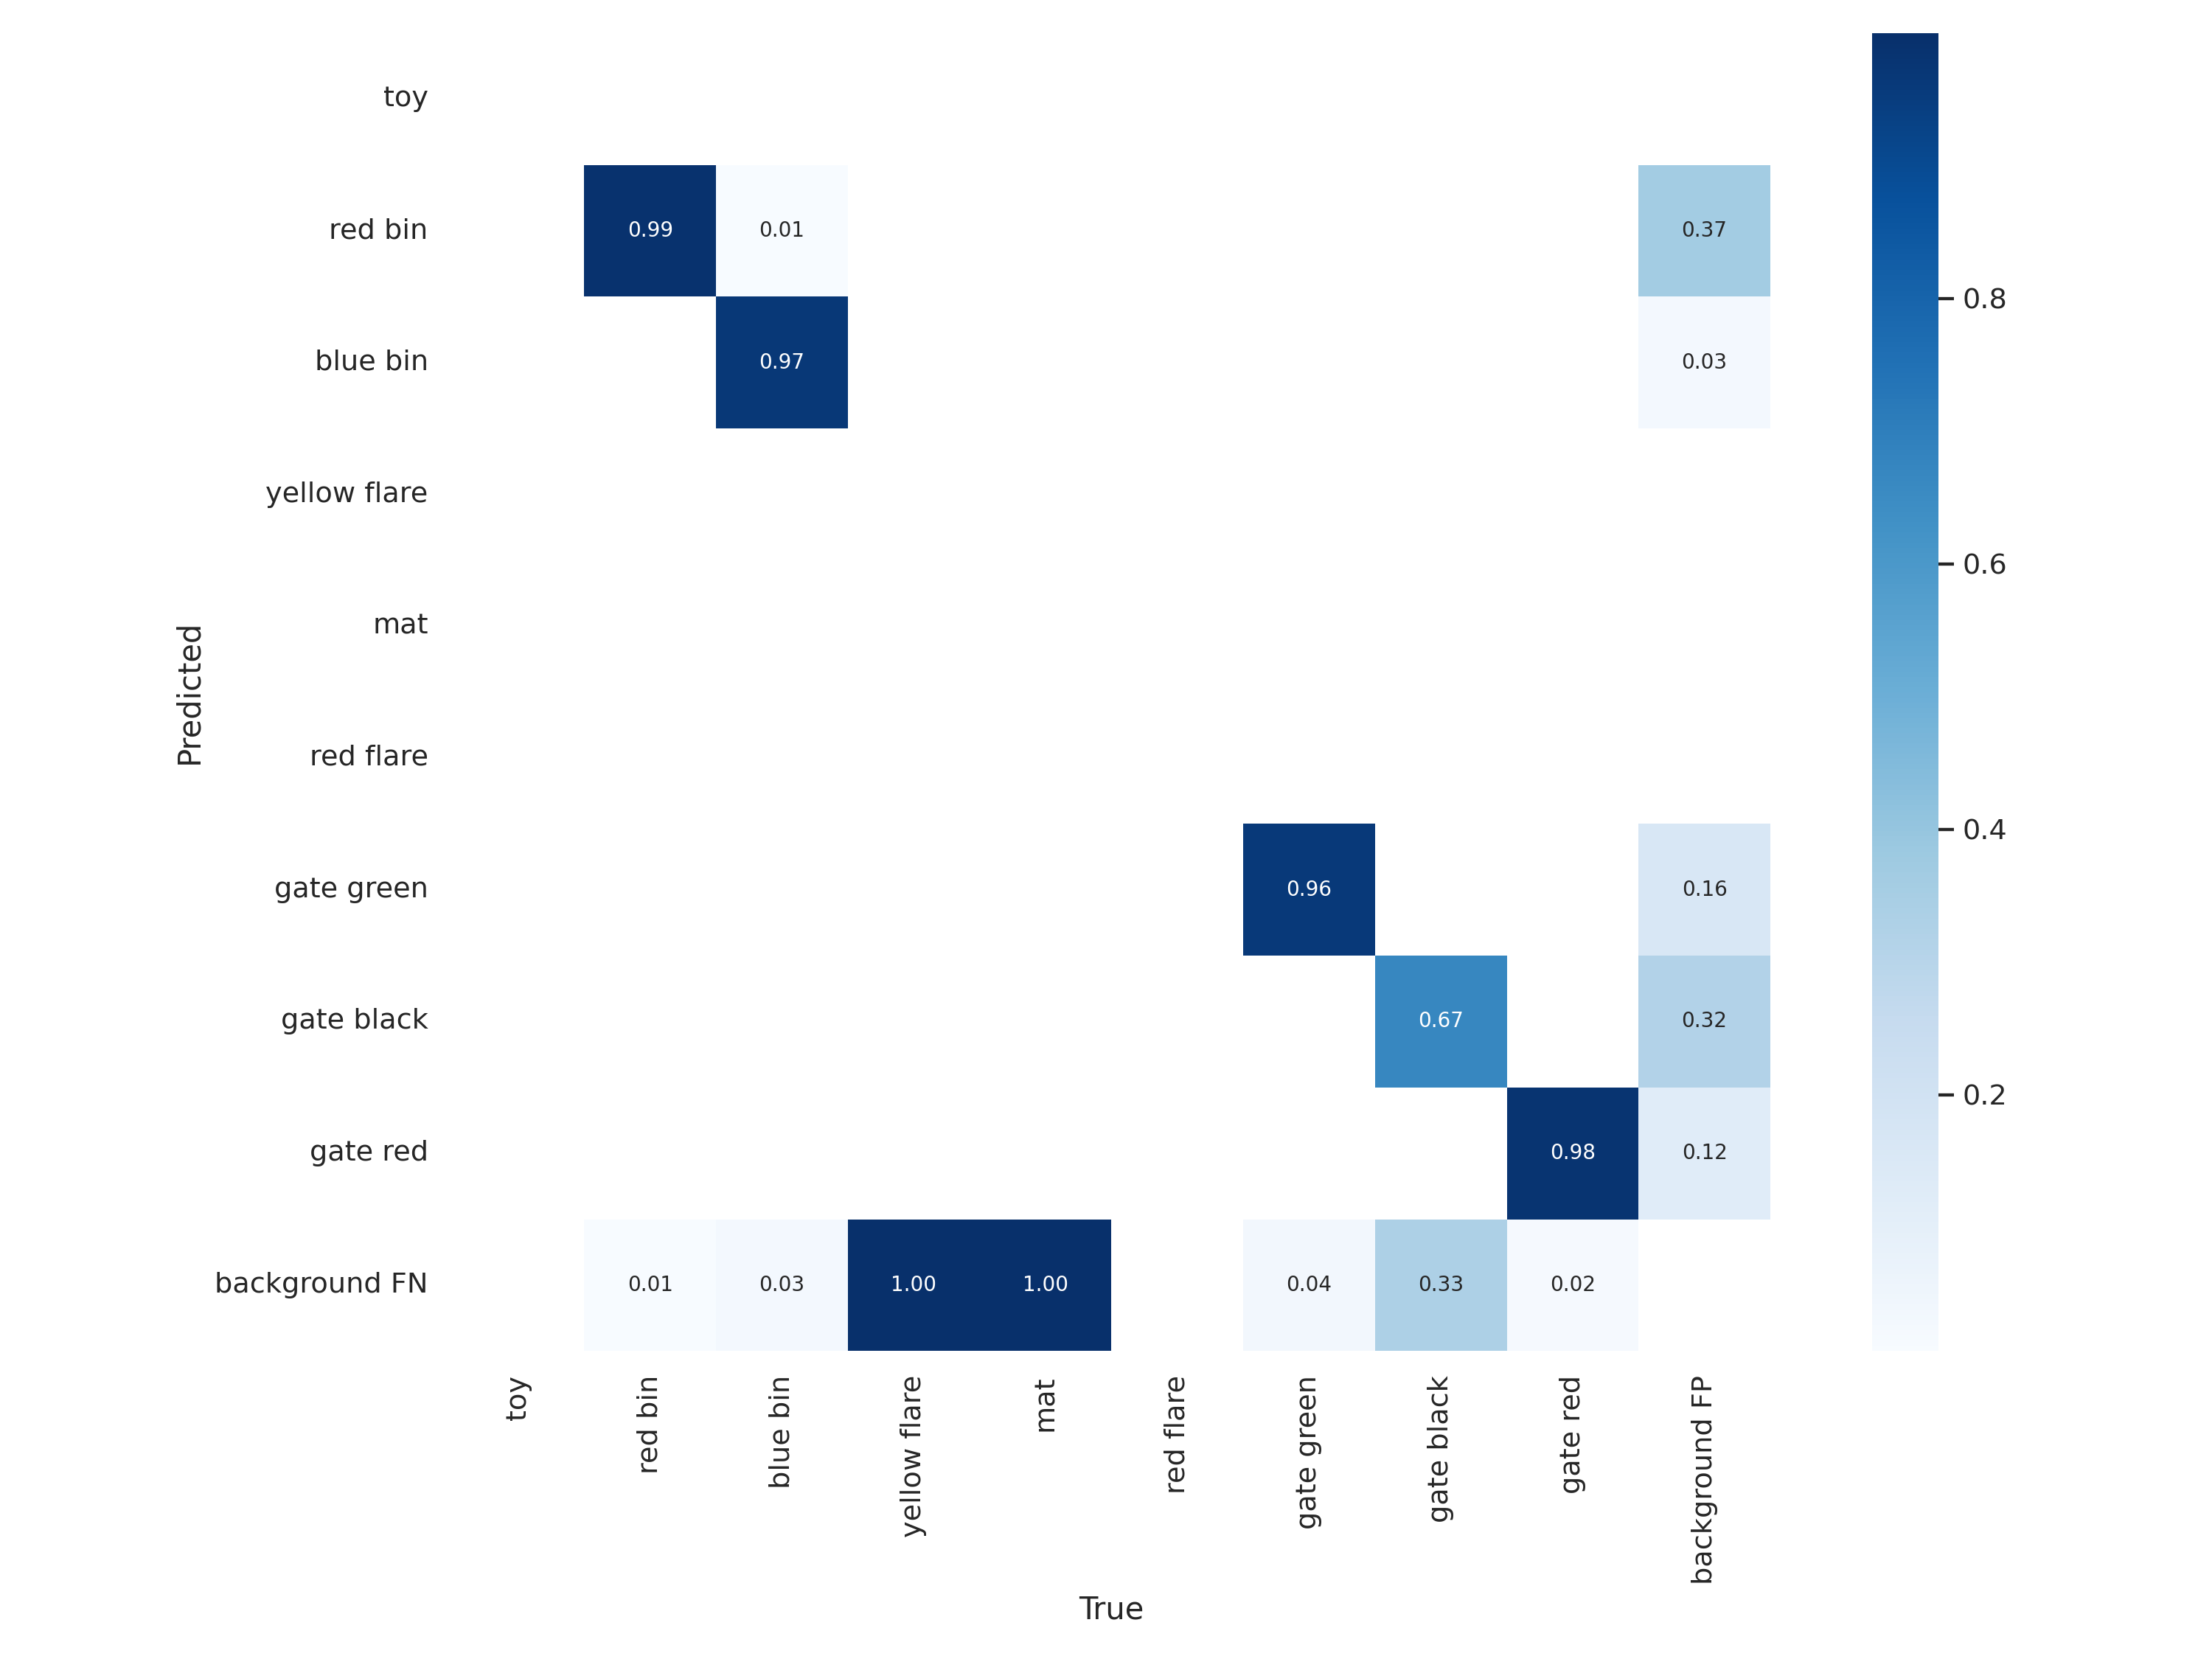 toy
red bin
0.99
0.01
0.37
0.8
blue bin
0.97
0.03
yellow flare
0.6
mat
Predicted
red flare
0.4
gate green
0.96
0.16
gate black
0.67
0.32
0.2
gate red
0.98
0.12
background FN
0.01
0.03
1.00
1.00
0.04
0.33
0.02
toy
red bin
blue bin
yellow flare
mat
red flare
gate green
gate black
gate red
background FP
True